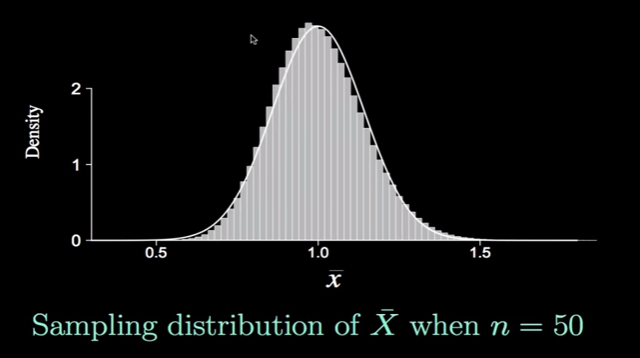 2
Density
1
0
0.5 1.0 1.5
x̅
Sampling distribution of X̄ when n = 50